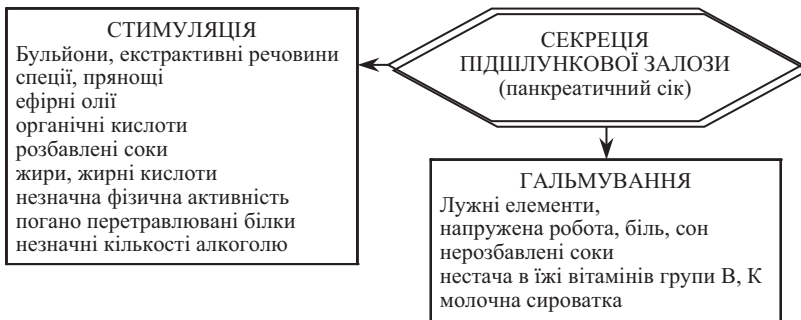 СТИМУЛЯЦІЯ
Бульйони, екстрактивні речовини
спеції, прянощі
ефірні олії
органічні кислоти
розбавлені соки
жири, жирні кислоти
незначна фізична активність
погано перетравлювані білки
незначні кількості алкоголю
СЕКРЕЦІЯ
ПІДШЛУНКОВОЇ ЗАЛОЗИ
(панкреатичний сік)
ГАЛЬМУВАННЯ
Лужні елементи,
напружена робота, біль, сон
нерозбавлені соки
нестача в їжі вітамінів групи В, К
молочна сироватка